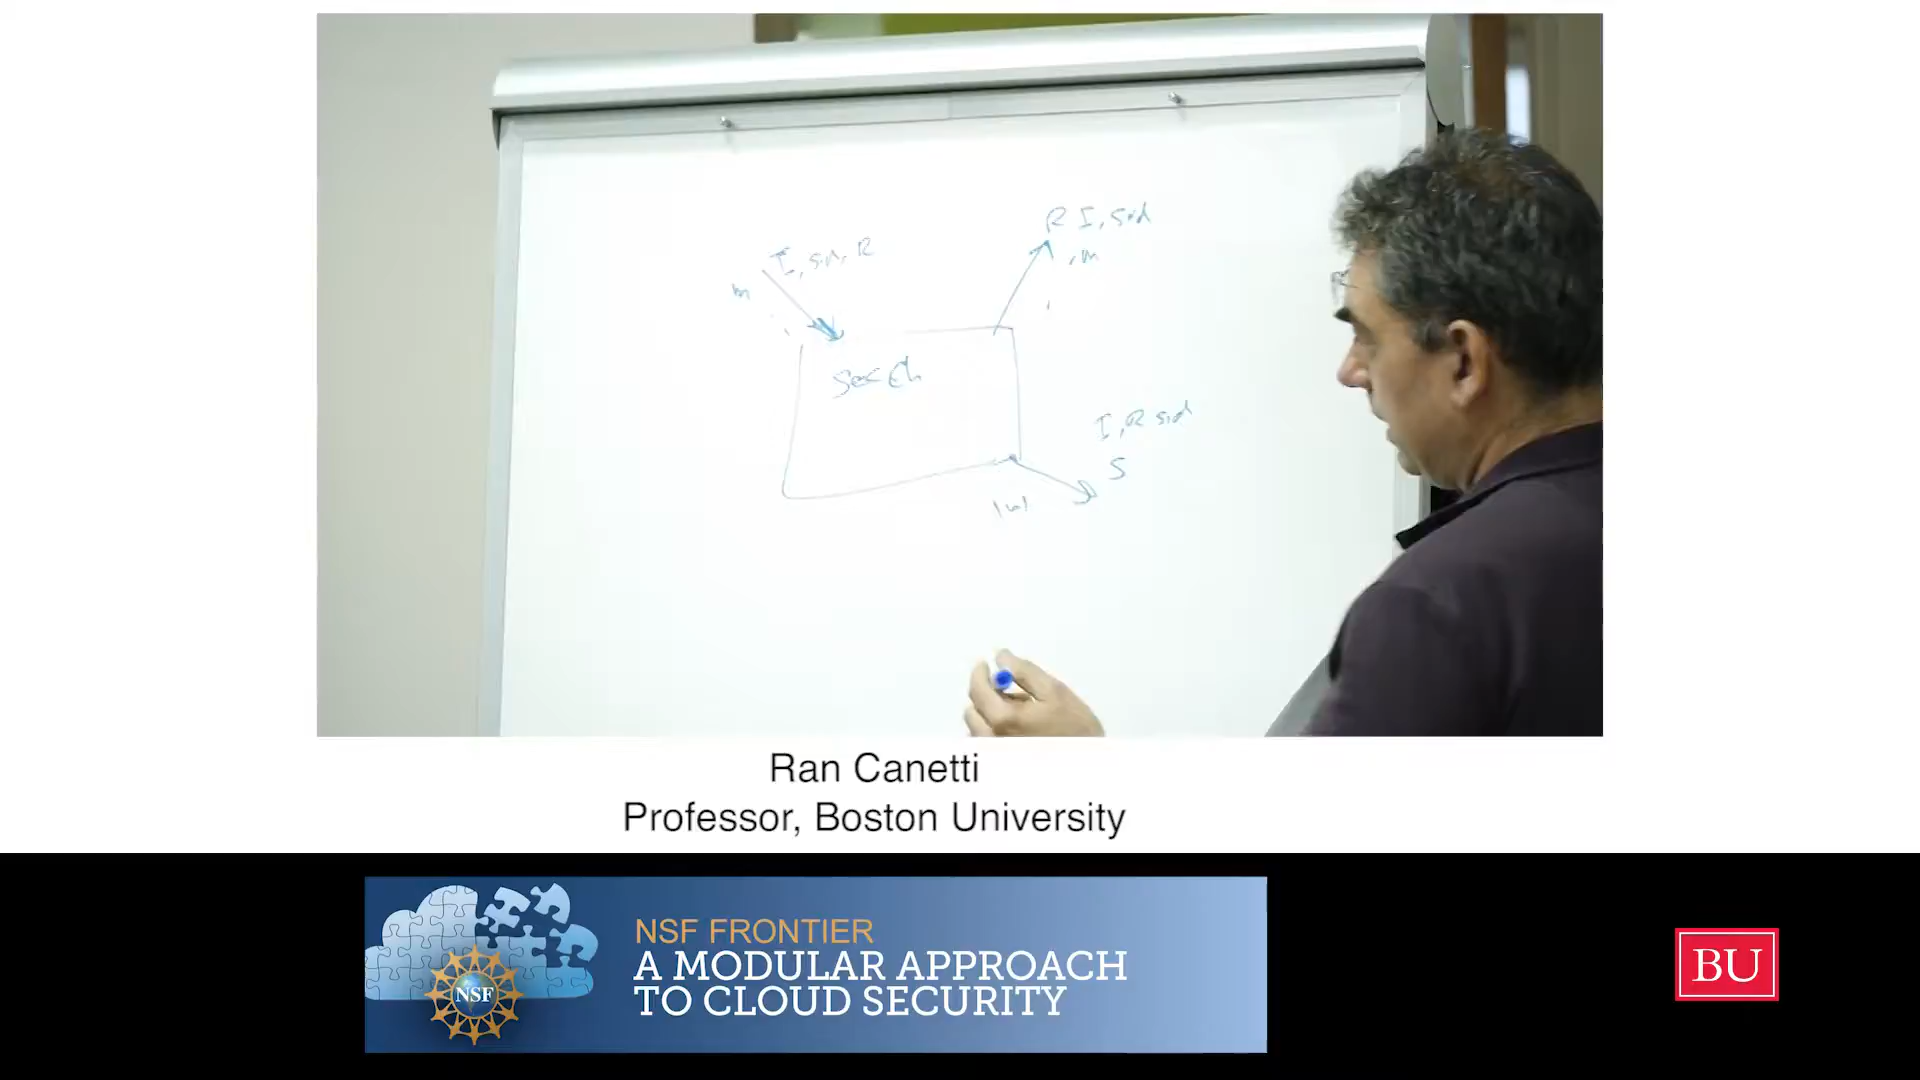 R I, sid
I, sid, R
, m
m
Sec Ch
I, R sid
S
|m|
Ran Canetti
Professor, Boston University
NSF FRONTIER
A MODULAR APPROACH
TO CLOUD SECURITY
NSF
BU